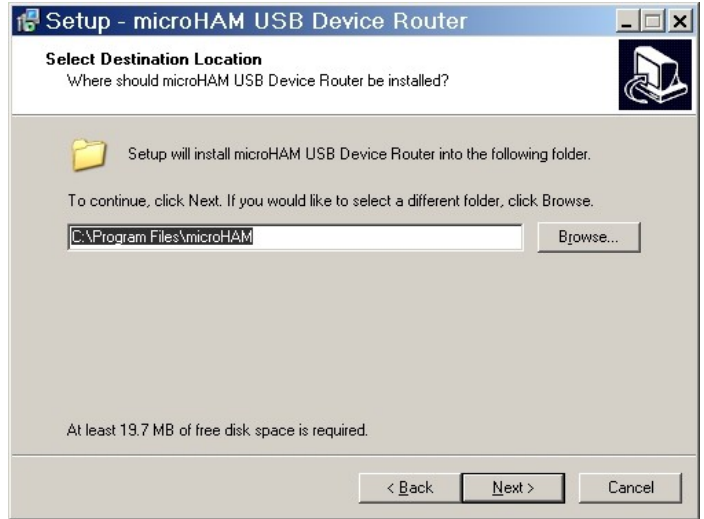 Setup - microHAM USB Device Router
Select Destination Location
Where should microHAM USB Device Router be installed?
Setup will install microHAM USB Device Router into the following folder.
To continue, click Next. If you would like to select a different folder, click Browse.
C:\Program Files\microHAM
Browse...
At least 19.7 MB of free disk space is required.
< Back
Next >
Cancel